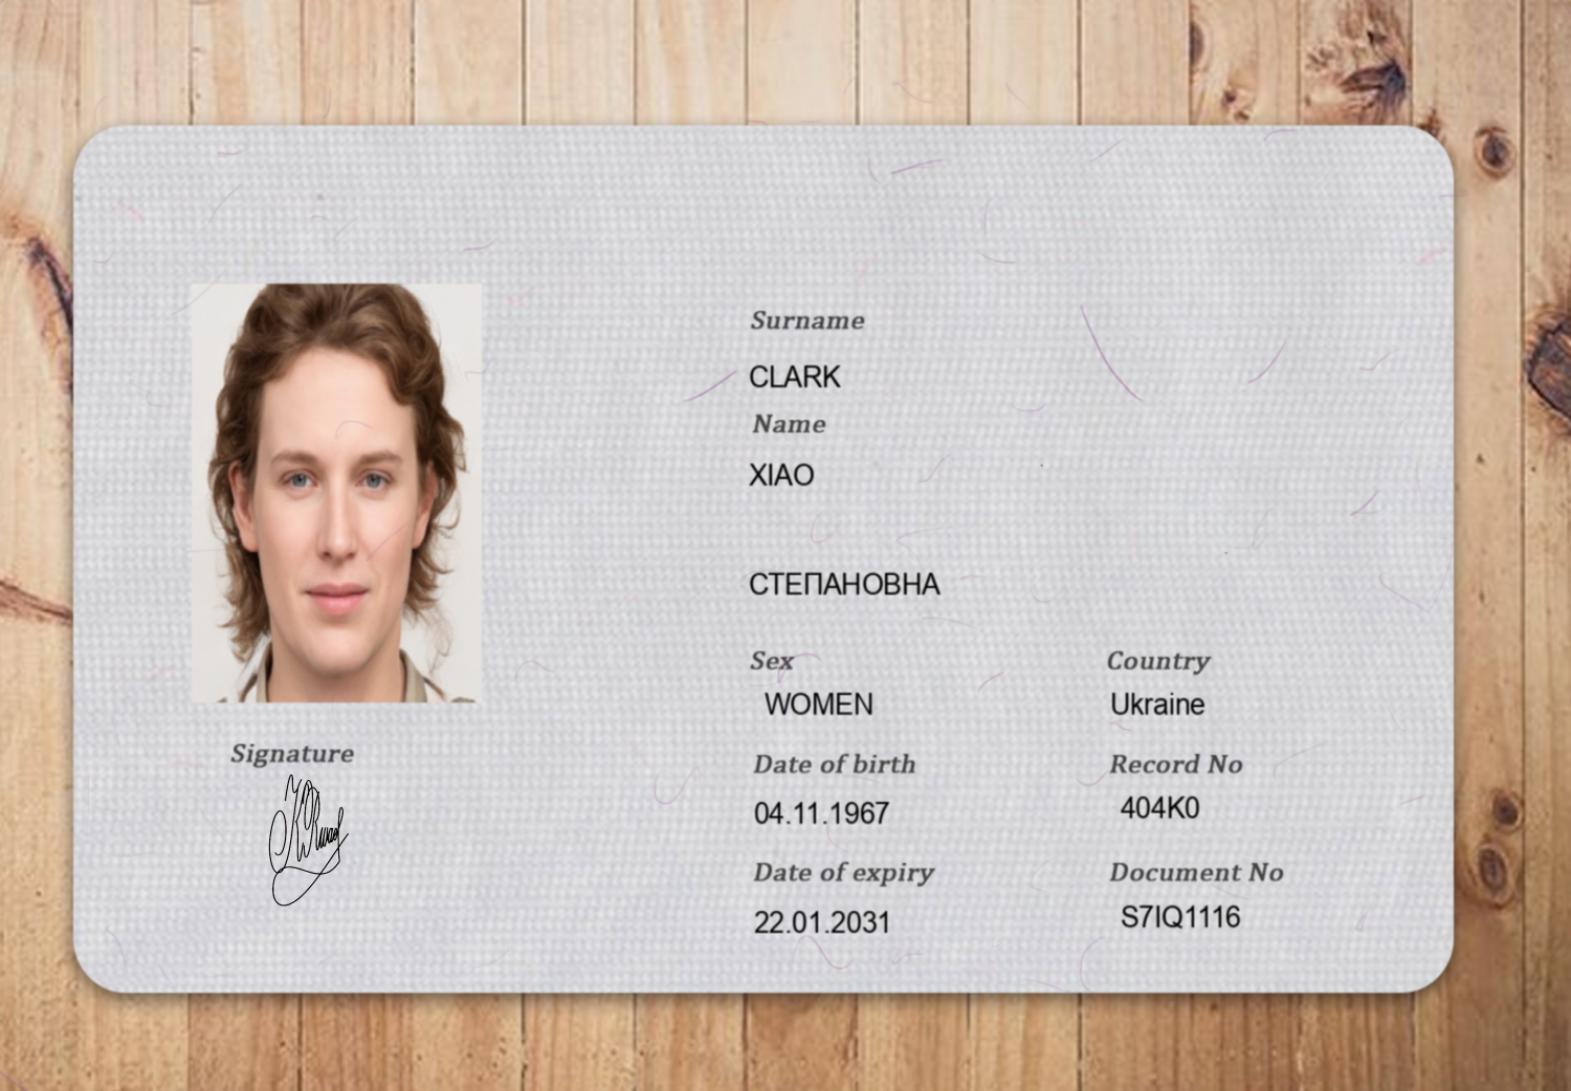 Surname
CLARK
Name
XIAO
СТЕПАНОВНА
Sex
Country
WOMEN
Ukraine
Date of birth
Record No
04.11.1967
404K0
Date of expiry
Document No
22.01.2031
S7IQ1116
Signature